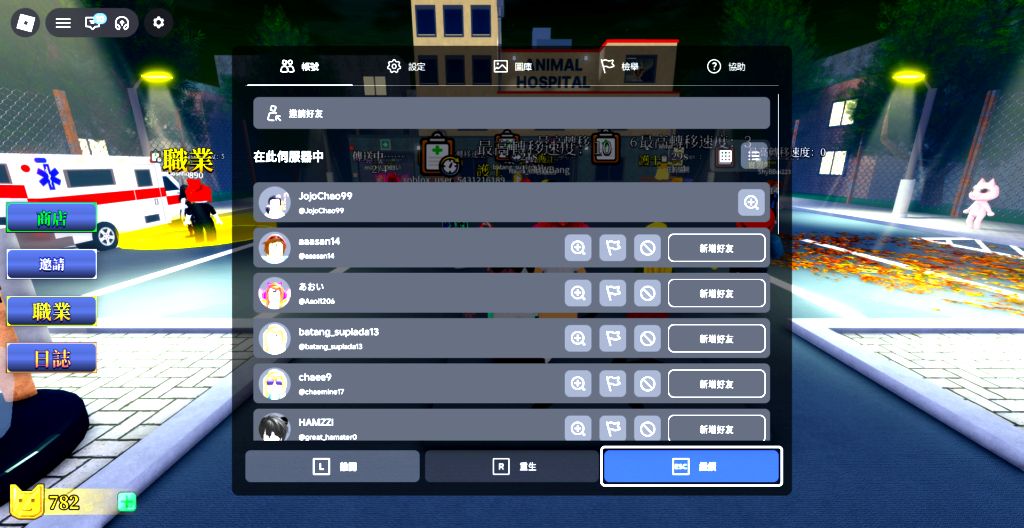 帳號
設定
圖庫
檢舉
協助
ANIMAL
HOSPITAL
邀請好友
在此伺服器中
JojoChao99
@JojoChao99
aaasan14
@aaasan14
新增好友
あおい
@Asoit206
新增好友
batang_suplada13
@batang_suplada13
新增好友
chaee9
@chaemine17
新增好友
HAMZZI
@great_hamster0
新增好友
L 離開
R 重生
ESC 繼續
職業
商店
邀請
職業
日誌
782